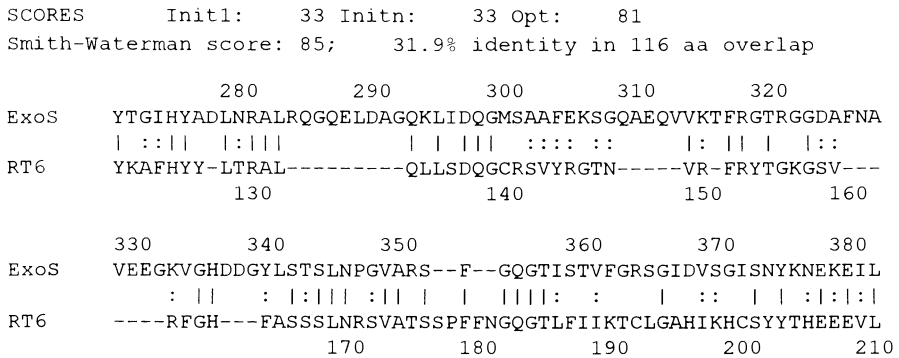 SCORES      Init1:    33 Initn:    33 Opt:    81
Smith-Waterman score: 85;    31.9% identity in 116 aa overlap
280       290       300       310       320
ExoS    YTGIHYADLNRALRQGQELDAGQKLIDQGMSAAFEKSGQAEQVVKTFRGTRGGDAFNA
        | ::||  |:|||         | | |||  :::: ::     |: || |  |::
RT6     YKAFHYY-LTRAL---------QLLSDQGCRSVYRGTN-----VR-FRYTGKGSV---
130       140       150       160
330       340       350       360       370       380
ExoS    VEEGKVGHDDGYLSTSLNPGVARS--F--GQGTISTVFGRSGIDVSGISNYKNEKEIL
            : ||   : |:||| :|| |  |  ||||:  :    |  ::  | | :|:|:|
RT6     ----RFGH---FASSSLNRSVATSSPFFNGQGTLFIIKTCLGAHIKHCSYYTHEEEVL
170       180       190       200       210